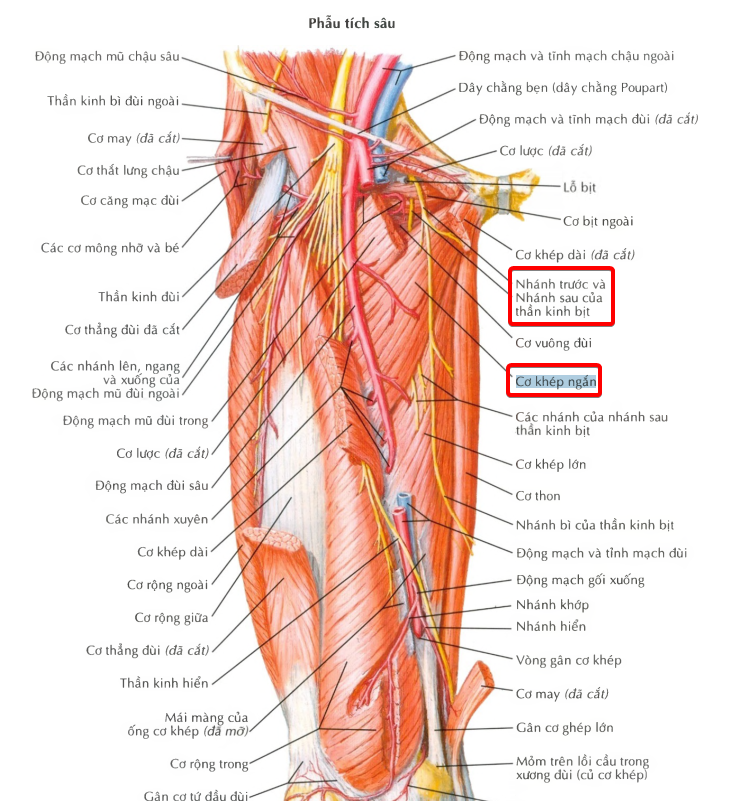 Phẫu tích sâu
Động mạch mũ chậu sâu
Thần kinh bì đùi ngoài
Cơ may (đã cắt)
Cơ thắt lưng chậu
Cơ căng mạc đùi
Các cơ mông nhỡ và bé
Thần kinh đùi
Cơ thẳng đùi đã cắt
Các nhánh lên, ngang
và xuống của
Động mạch mũ đùi ngoài
Động mạch mũ đùi trong
Cơ lược (đã cắt)
Động mạch đùi sâu
Các nhánh xuyên
Cơ khép dài
Cơ rộng ngoài
Cơ rộng giữa
Cơ thẳng đùi (đã cắt)
Thần kinh hiển
Mái màng của
ống cơ khép (đã mở)
Cơ rộng trong
Gân cơ tứ đầu đùi
Động mạch và tĩnh mạch chậu ngoài
Dây chằng bẹn (dây chằng Poupart)
Động mạch và tĩnh mạch đùi (đã cắt)
Cơ lược (đã cắt)
Lỗ bịt
Cơ bịt ngoài
Cơ khép dài (đã cắt)
Nhánh trước và
Nhánh sau của
thần kinh bịt
Cơ vuông đùi
Cơ khép ngắn
Các nhánh của nhánh sau
thần kinh bịt
Cơ khép lớn
Cơ thon
Nhánh bì của thần kinh bịt
Động mạch và tỉnh mạch đùi
Động mạch gối xuống
Nhánh khớp
Nhánh hiển
Vòng gân cơ khép
Cơ may (đã cắt)
Gân cơ ghép lớn
Mỏm trên lồi cầu trong
xương đùi (củ cơ khép)